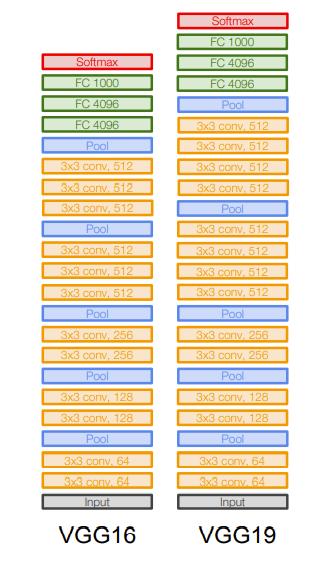 Softmax
FC 1000
FC 4096
FC 4096
Pool
3x3 conv, 512
3x3 conv, 512
3x3 conv, 512
Pool
3x3 conv, 512
3x3 conv, 512
3x3 conv, 512
Pool
3x3 conv, 256
3x3 conv, 256
Pool
3x3 conv, 128
3x3 conv, 128
Pool
3x3 conv, 64
3x3 conv, 64
Input
VGG16
Softmax
FC 1000
FC 4096
FC 4096
Pool
3x3 conv, 512
3x3 conv, 512
3x3 conv, 512
3x3 conv, 512
Pool
3x3 conv, 512
3x3 conv, 512
3x3 conv, 512
3x3 conv, 512
Pool
3x3 conv, 256
3x3 conv, 256
Pool
3x3 conv, 128
3x3 conv, 128
Pool
3x3 conv, 64
3x3 conv, 64
Input
VGG19